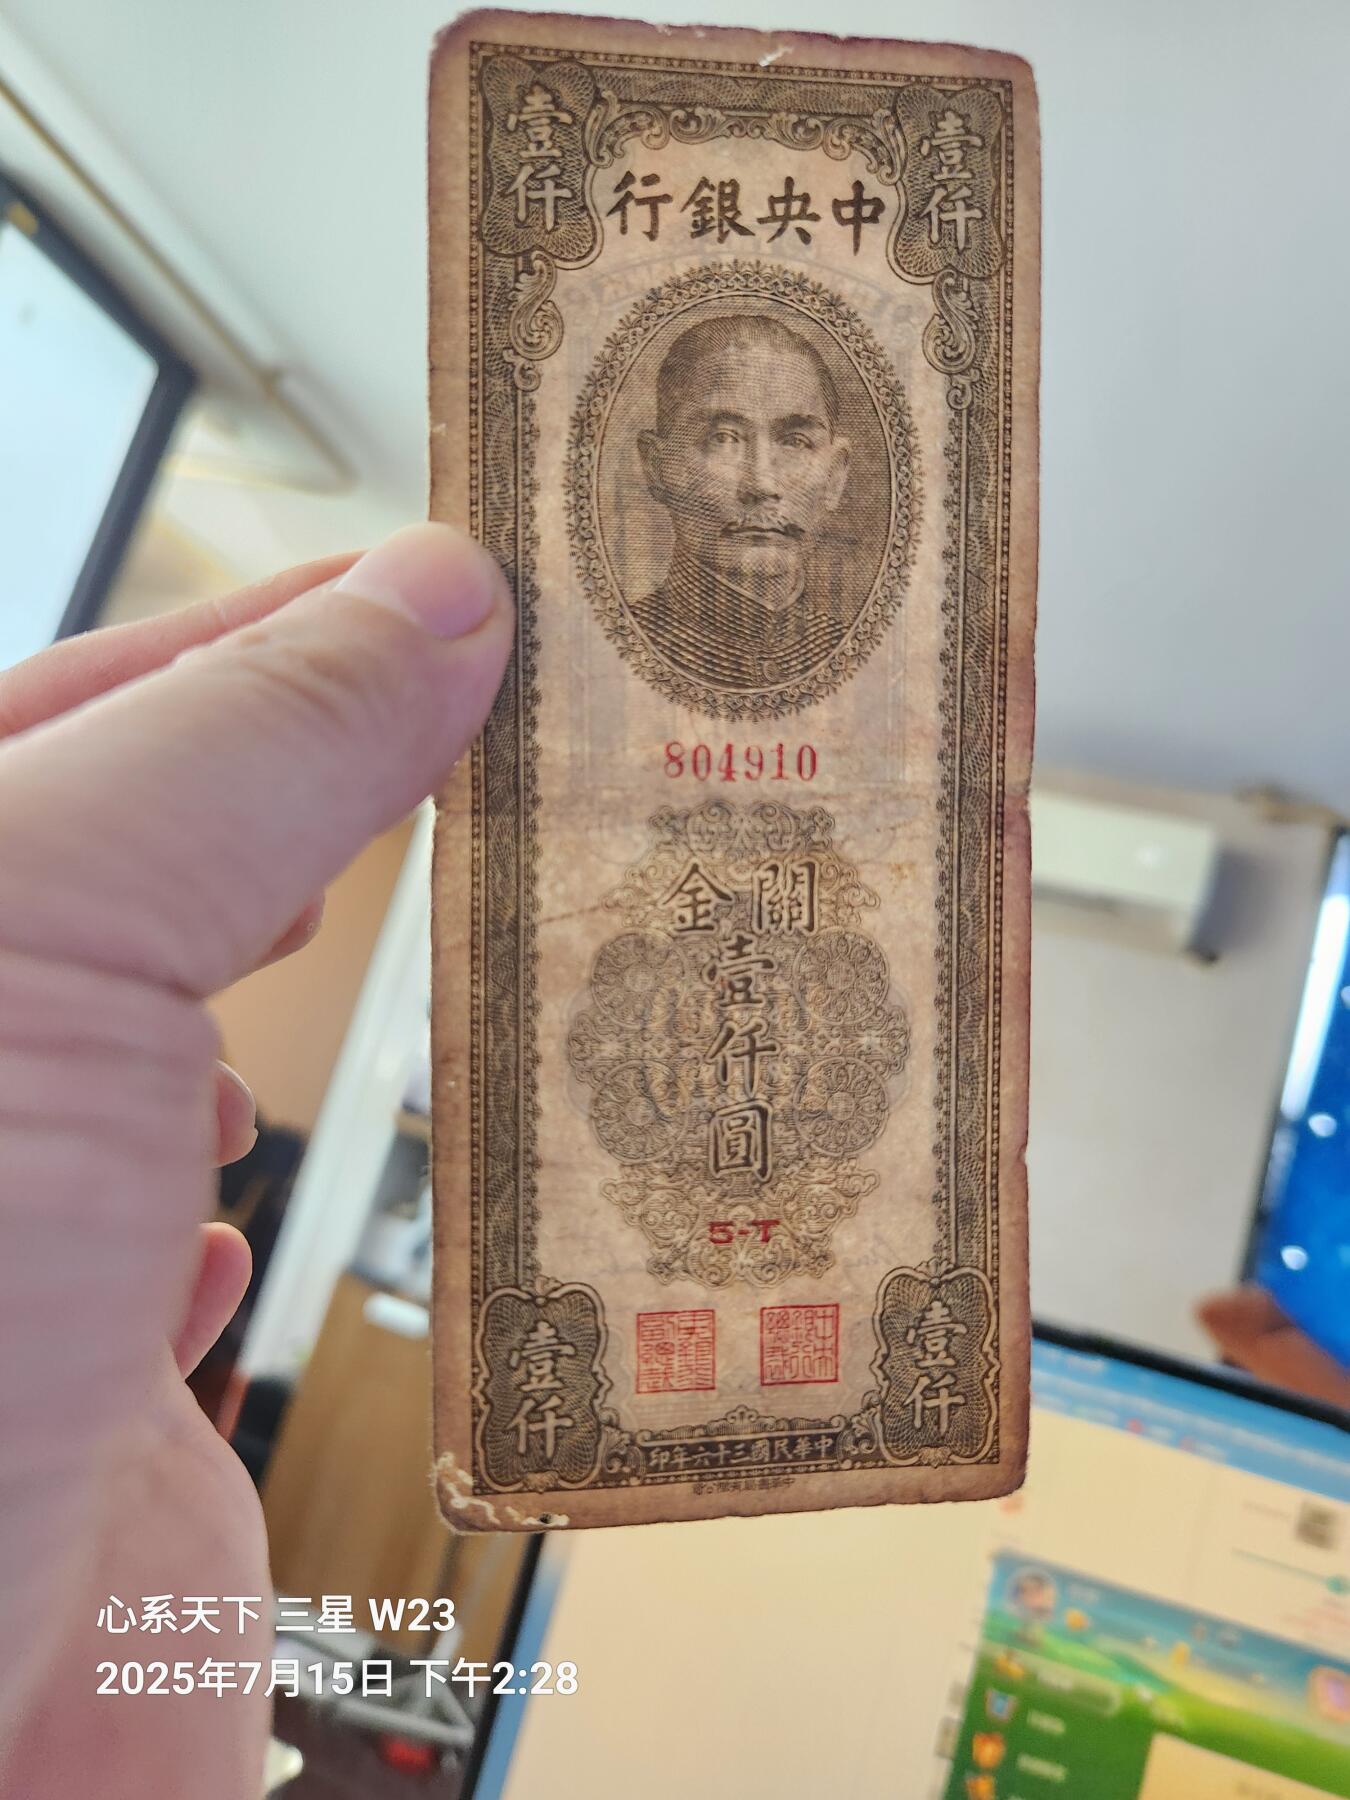 壹仟
壹仟
行銀央中
804910
金關
壹仟圓
5-T
壹仟
壹仟
印年六十三國民華中
心系天下 三星 W23
2025年7月15日 下午2:28